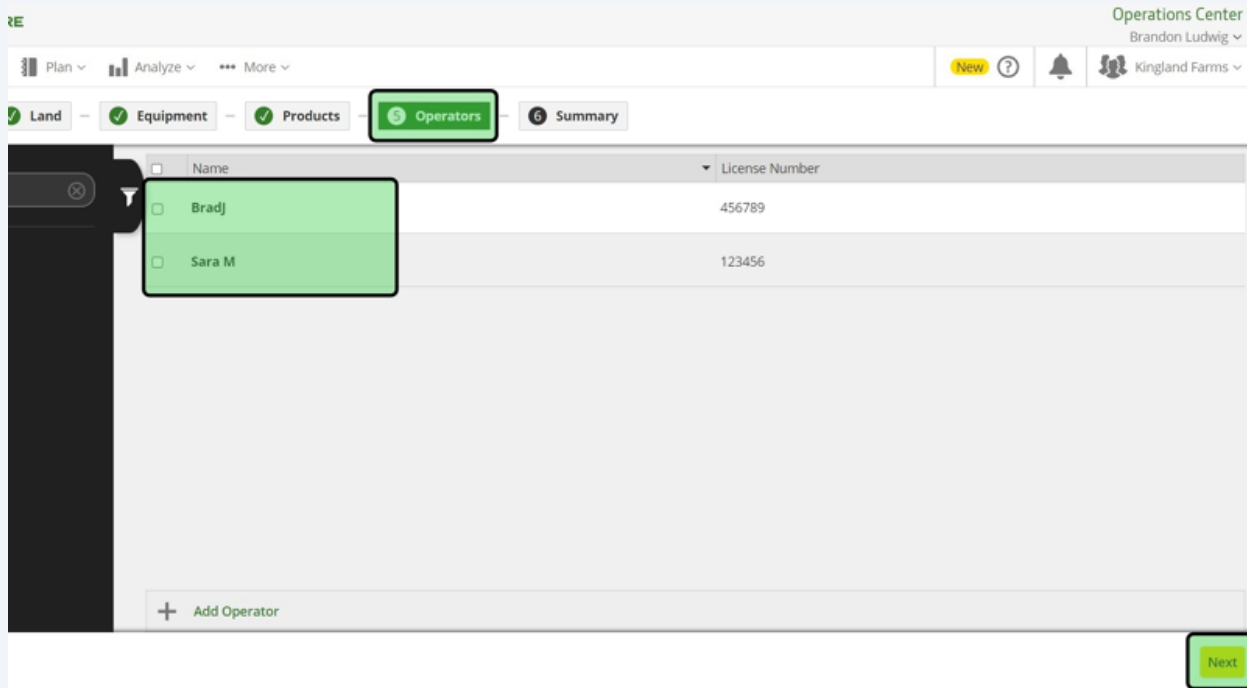 RE
Operations Center
Brandon Ludwig
Plan Analyze More New ? Kingland Farms
Land Equipment Products 5 Operators 6 Summary
Name License Number
BradJ 456789
Sara M 123456
Add Operator
Next